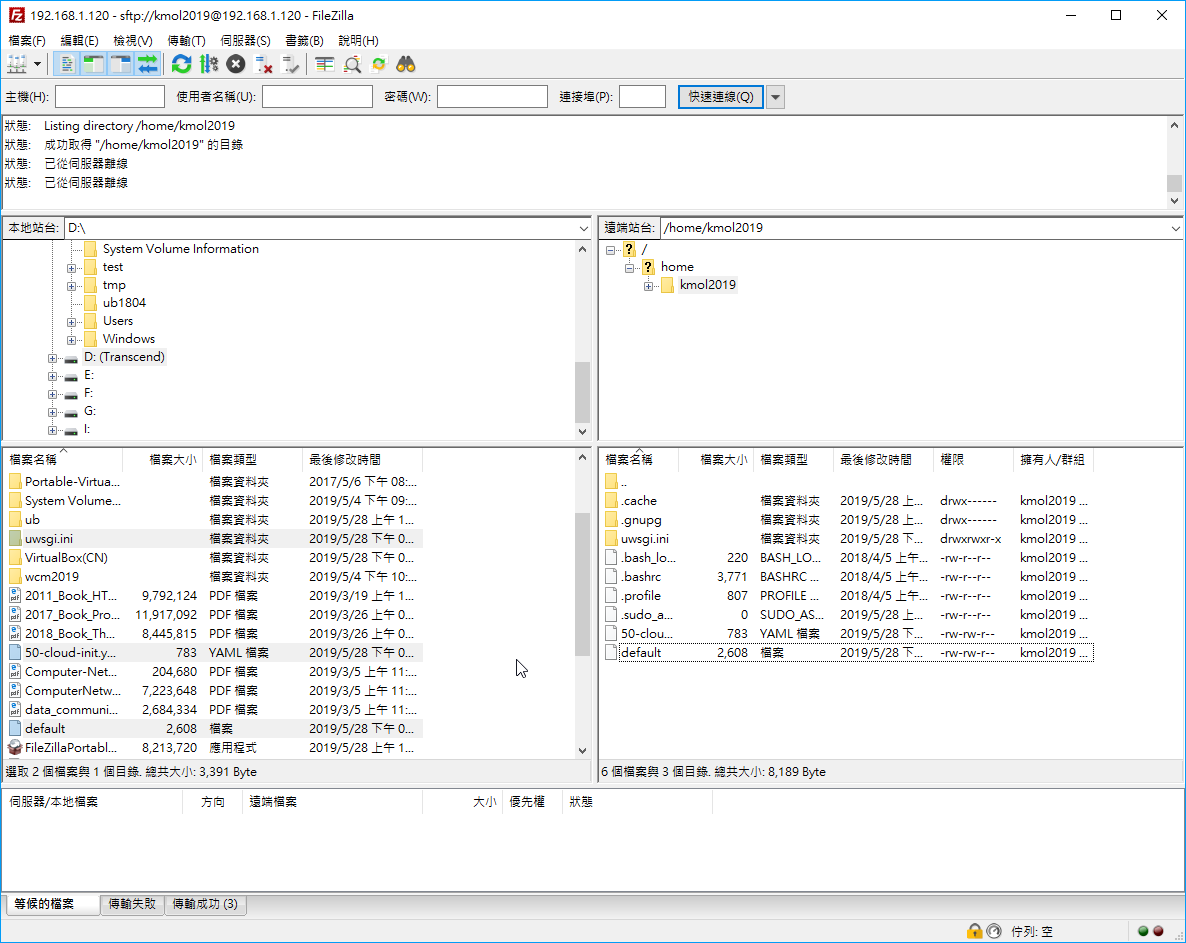 192.168.1.120 - sftp://kmol2019@192.168.1.120 - FileZilla
檔案(F) 編輯(E) 檢視(V) 傳輸(T) 伺服器(S) 書籤(B) 說明(H)
主機(H): 使用者名稱(U): 密碼(W): 連接埠(P): 快速連線(Q)
狀態: Listing directory /home/kmol2019
狀態: 成功取得 "/home/kmol2019" 的目錄
狀態: 已從伺服器離線
狀態: 已從伺服器離線
本地站台: D:\
System Volume Information
test
tmp
ub1804
Users
Windows
D: (Transcend)
E:
F:
G:
I:
遠端站台: /home/kmol2019
/
home
kmol2019
檔案名稱 檔案大小 檔案類型 最後修改時間
Portable-Virtua... 檔案資料夾 2017/5/6 下午 08:...
System Volume... 檔案資料夾 2019/5/4 下午 09:...
ub 檔案資料夾 2019/5/28 上午 1...
uwsgi.ini 檔案資料夾 2019/5/28 下午 0...
VirtualBox(CN) 檔案資料夾 2019/5/28 下午 0...
wcm2019 檔案資料夾 2019/5/4 下午 10:...
2011_Book_HT... 9,792,124 PDF 檔案 2019/3/19 上午 1...
2017_Book_Pro... 11,917,092 PDF 檔案 2019/3/26 上午 0...
2018_Book_Th... 8,445,815 PDF 檔案 2019/3/26 上午 0...
50-cloud-init.y... 783 YAML 檔案 2019/5/28 下午 0...
Computer-Net... 204,680 PDF 檔案 2019/3/5 上午 11:...
ComputerNetw... 7,223,648 PDF 檔案 2019/3/5 上午 11:...
data_communi... 2,684,334 PDF 檔案 2019/3/5 上午 11:...
default 2,608 檔案 2019/5/28 下午 0...
FileZillaPortabl... 8,213,720 應用程式 2019/5/28 上午 1...
選取 2 個檔案與 1 個目錄. 總共大小: 3,391 Byte
檔案名稱 檔案大小 檔案類型 最後修改時間 權限 擁有人/群組
..
.cache 檔案資料夾 2019/5/28 上... drwx------ kmol2019 ...
.gnupg 檔案資料夾 2019/5/28 上... drwx------ kmol2019 ...
uwsgi.ini 檔案資料夾 2019/5/28 下... drwxrwxr-x kmol2019 ...
.bash_lo... 220 BASH_LO... 2018/4/5 上午... -rw-r--r-- kmol2019 ...
.bashrc 3,771 BASHRC ... 2018/4/5 上午... -rw-r--r-- kmol2019 ...
.profile 807 PROFILE ... 2018/4/5 上午... -rw-r--r-- kmol2019 ...
.sudo_a... 0 SUDO_AS... 2019/5/28 上... -rw-r--r-- kmol2019 ...
50-clou... 783 YAML 檔案 2019/5/28 下... -rw-rw-r-- kmol2019 ...
default 2,608 檔案 2019/5/28 下... -rw-rw-r-- kmol2019 ...
6 個檔案與 3 個目錄. 總共大小: 8,189 Byte
伺服器/本地檔案 方向 遠端檔案 大小 優先權 狀態
等候的檔案 傳輸失敗 傳輸成功 (3)
佇列: 空